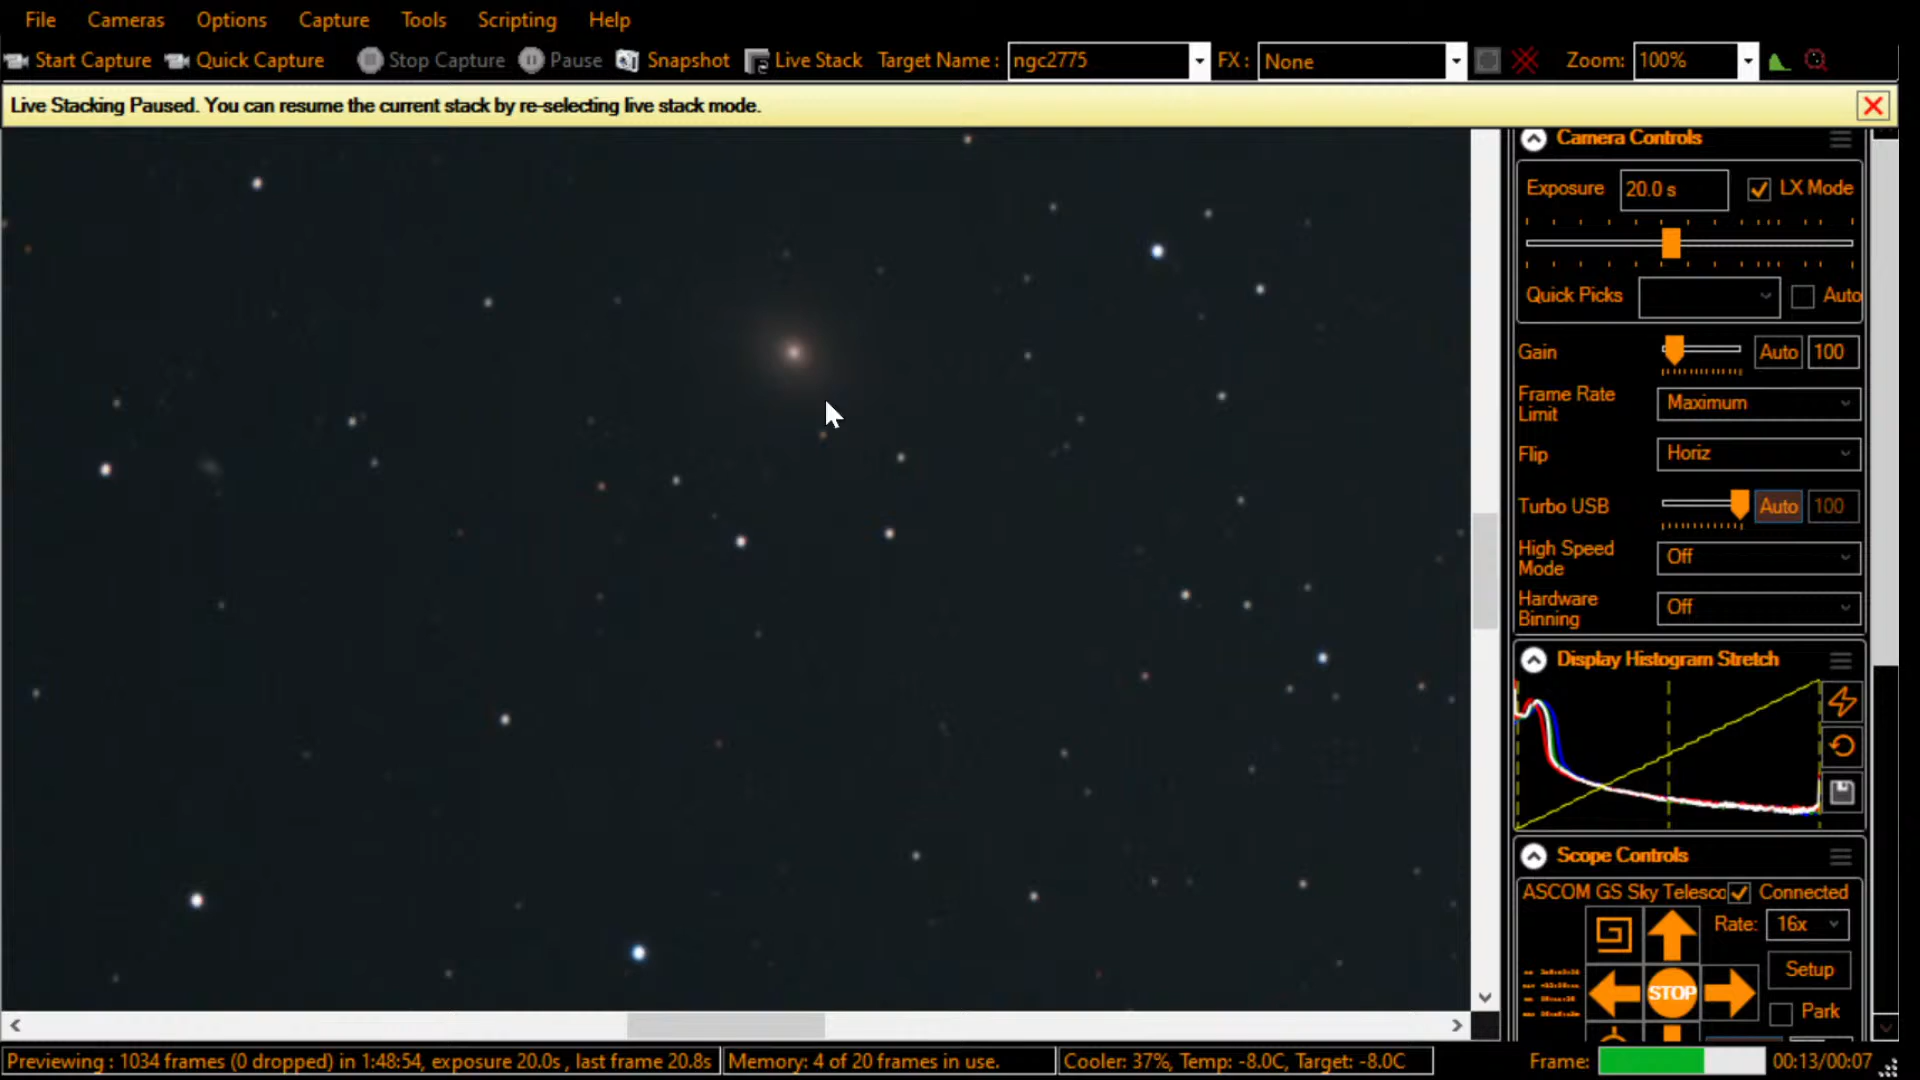 File Cameras Options Capture Tools Scripting Help
Start Capture Quick Capture Stop Capture Pause Snapshot Live Stack Target Name : ngc2775 FX : None Zoom: 100%
Live Stacking Paused. You can resume the current stack by re-selecting live stack mode.
Camera Controls
Exposure 20.0 s LX Mode
Quick Picks Auto
Gain Auto 100
Frame Rate Limit Maximum
Flip Horiz
Turbo USB Auto 100
High Speed Mode Off
Hardware Binning Off
Display Histogram Stretch
Scope Controls
ASCOM GS Sky Telesco Connected
Rate: 16x
Setup
STOP
Park
Previewing : 1034 frames (0 dropped) in 1:48:54, exposure 20.0s , last frame 20.8s Memory: 4 of 20 frames in use. Cooler: 37%, Temp: -8.0C, Target: -8.0C Frame: 00:13/00:07